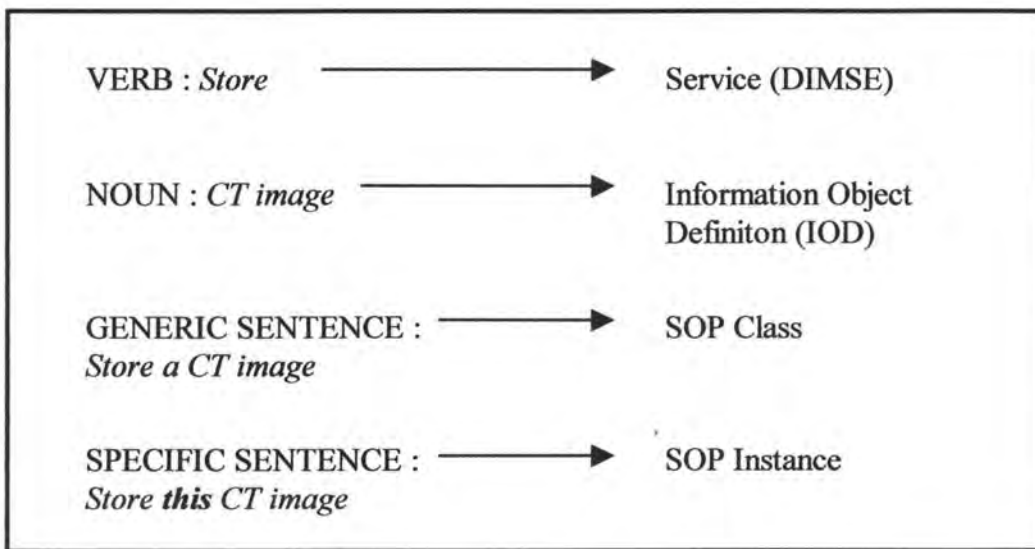 VERB : Store Service (DIMSE)
NOUN : CT image Information Object
Definiton (IOD)
GENERIC SENTENCE : SOP Class
Store a CT image
SPECIFIC SENTENCE : SOP Instance
Store this CT image